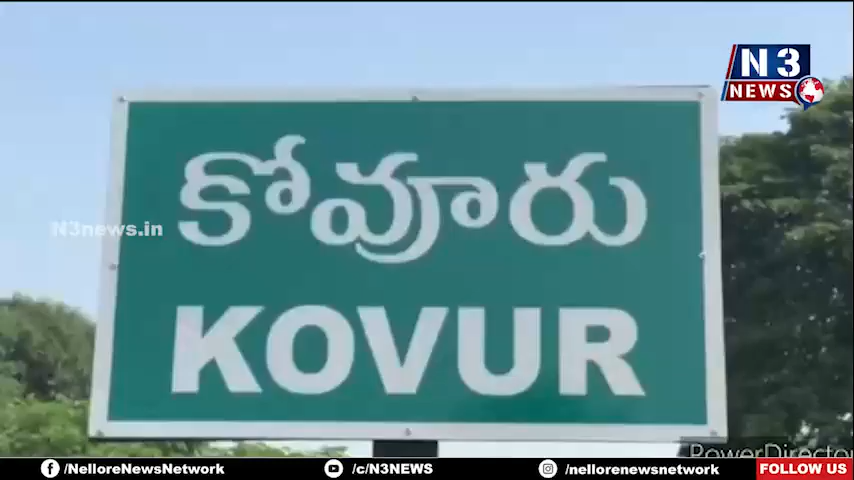 N3
NEWS
కోవూరు
N3news.in
KOVUR
PowerDirector
/NelloreNewsNetwork
/c/N3NEWS
/nellorenewsnetwork
FOLLOW US